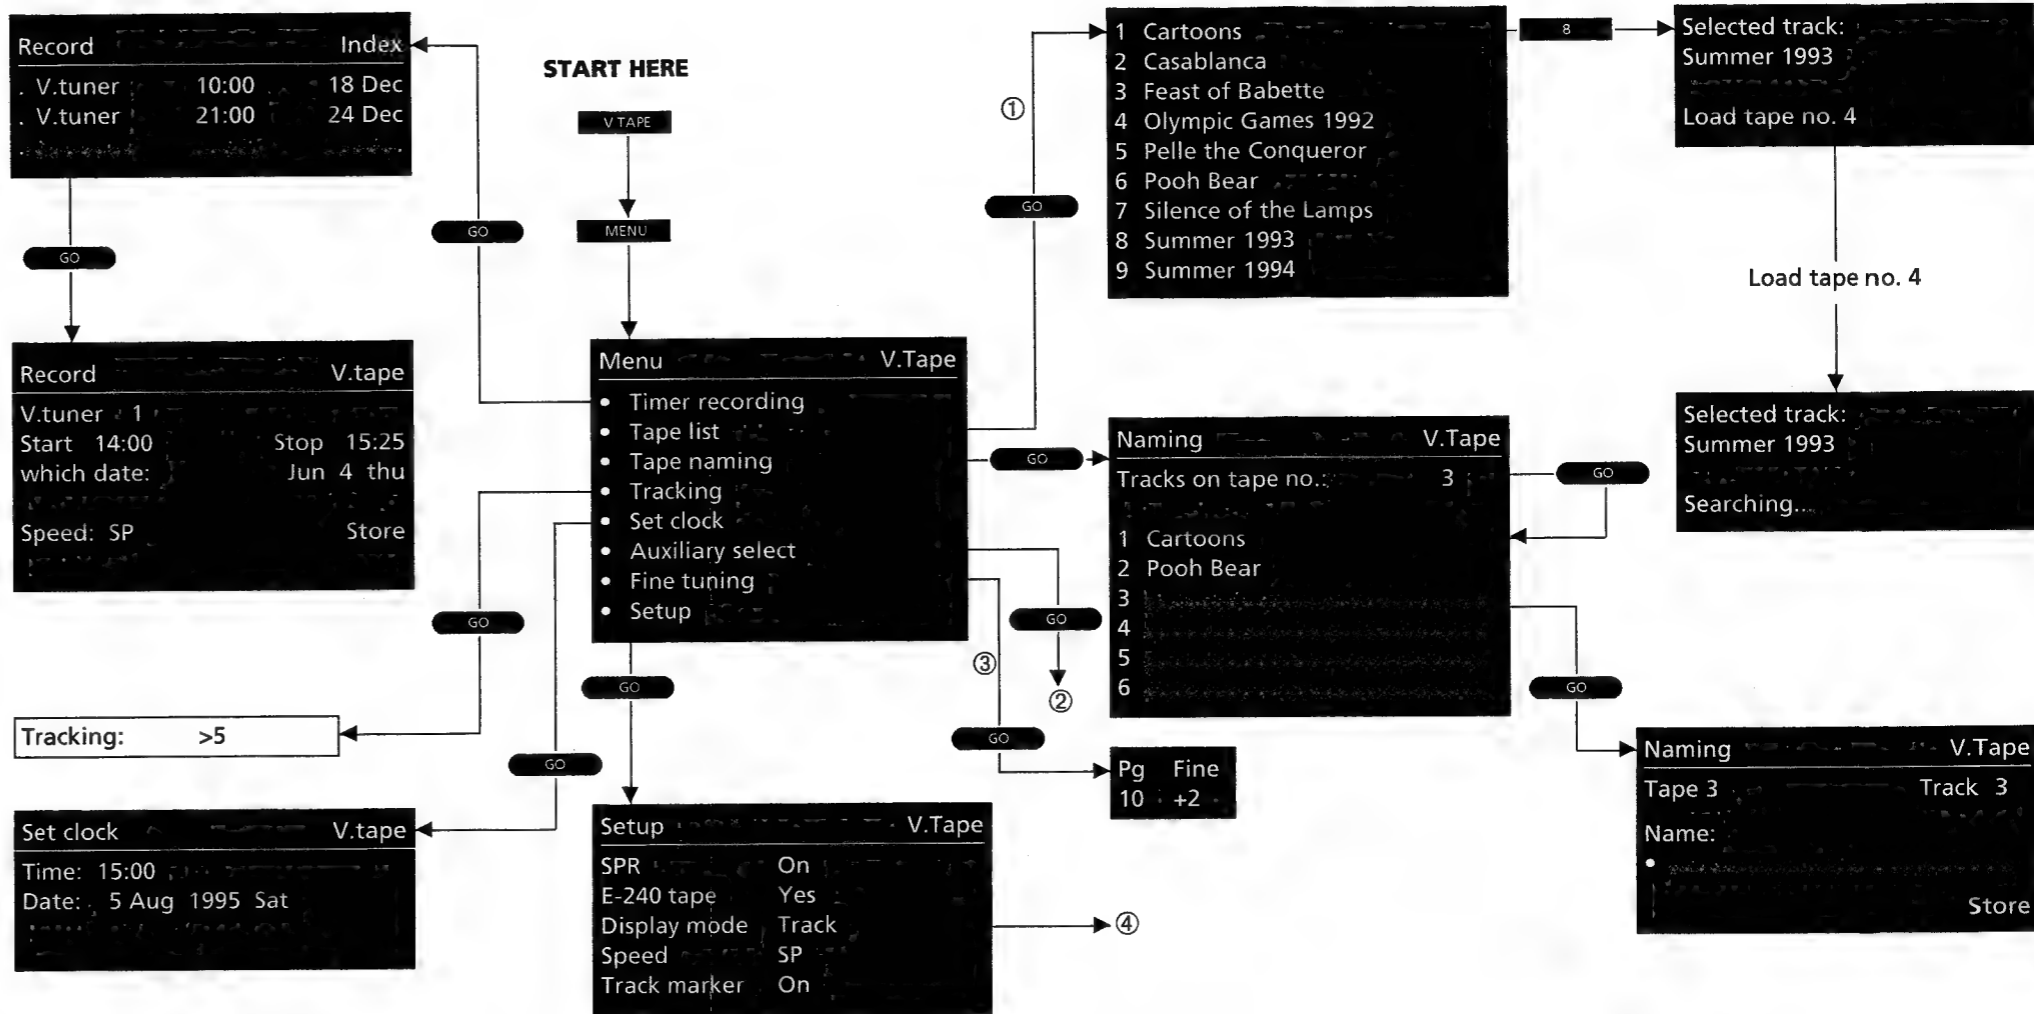 Record Index
. V.tuner 10:00 18 Dec
. V.tuner 21:00 24 Dec
GO
Record V.tape
V.tuner 1
Start 14:00 Stop 15:25
which date: Jun 4 thu
Speed: SP Store
GO
START HERE
V TAPE
MENU
Menu V.Tape
• Timer recording
• Tape list
• Tape naming
• Tracking
• Set clock
• Auxiliary select
• Fine tuning
• Setup
GO
Tracking: >5
GO
Set clock V.tape
Time: 15:00
Date: 5 Aug 1995 Sat
GO
Setup V.Tape
SPR On
E-240 tape Yes
Display mode Track
Speed SP
Track marker On
④
①
GO
1 Cartoons
2 Casablanca
3 Feast of Babette
4 Olympic Games 1992
5 Pelle the Conqueror
6 Pooh Bear
7 Silence of the Lamps
8 Summer 1993
9 Summer 1994
8
Selected track:
Summer 1993
Load tape no. 4
Load tape no. 4
Selected track:
Summer 1993
Searching...
GO
Naming V.Tape
Tracks on tape no.: 3
1 Cartoons
2 Pooh Bear
3
4
5
6
GO
GO
Naming V.Tape
Tape 3 Track 3
Name:
•
Store
GO
②
③
GO
Pg Fine
10 +2